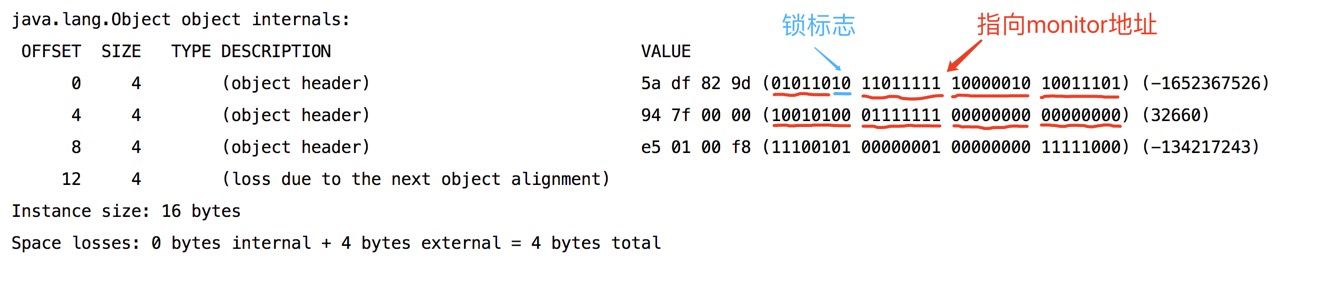 java.lang.Object object internals:
锁标志 指向monitor地址
OFFSET SIZE TYPE DESCRIPTION VALUE
0 4 (object header) 5a df 82 9d (01011010 11011111 10000010 10011101) (-1652367526)
4 4 (object header) 94 7f 00 00 (10010100 01111111 00000000 00000000) (32660)
8 4 (object header) e5 01 00 f8 (11100101 00000001 00000000 11111000) (-134217243)
12 4 (loss due to the next object alignment)
Instance size: 16 bytes
Space losses: 0 bytes internal + 4 bytes external = 4 bytes total